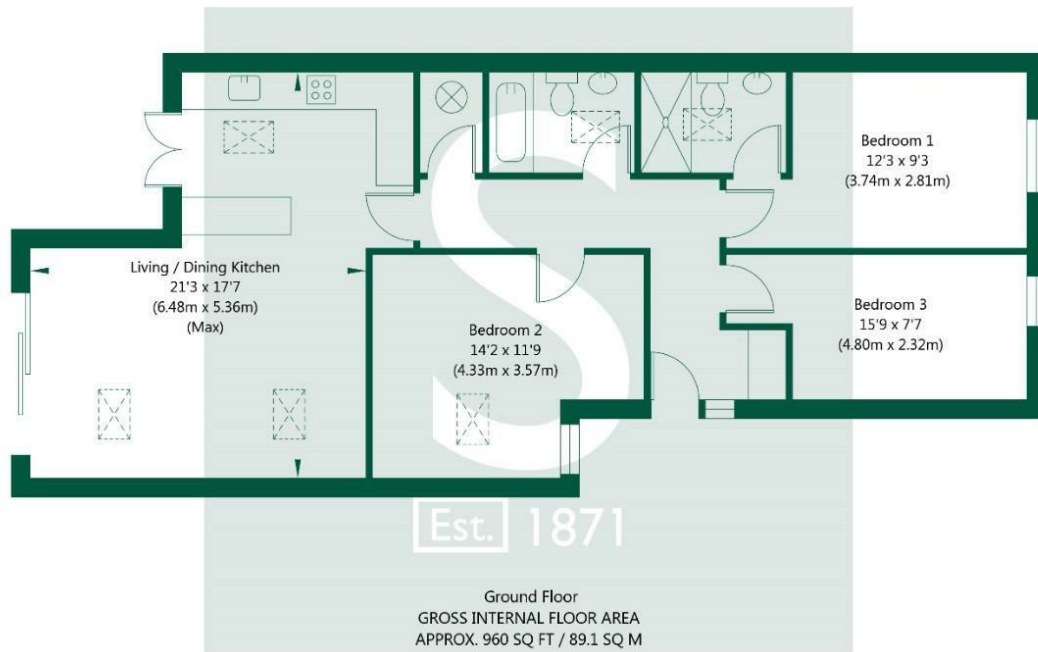 Bedroom 1
12'3 x 9'3
(3.74m x 2.81m)
Living / Dining Kitchen
21'3 x 17'7
(6.48m x 5.36m)
(Max)
Bedroom 2
14'2 x 11'9
(4.33m x 3.57m)
Bedroom 3
15'9 x 7'7
(4.80m x 2.32m)
S
Est. 1871
Ground Floor
GROSS INTERNAL FLOOR AREA
APPROX. 960 SQ FT / 89.1 SQ M